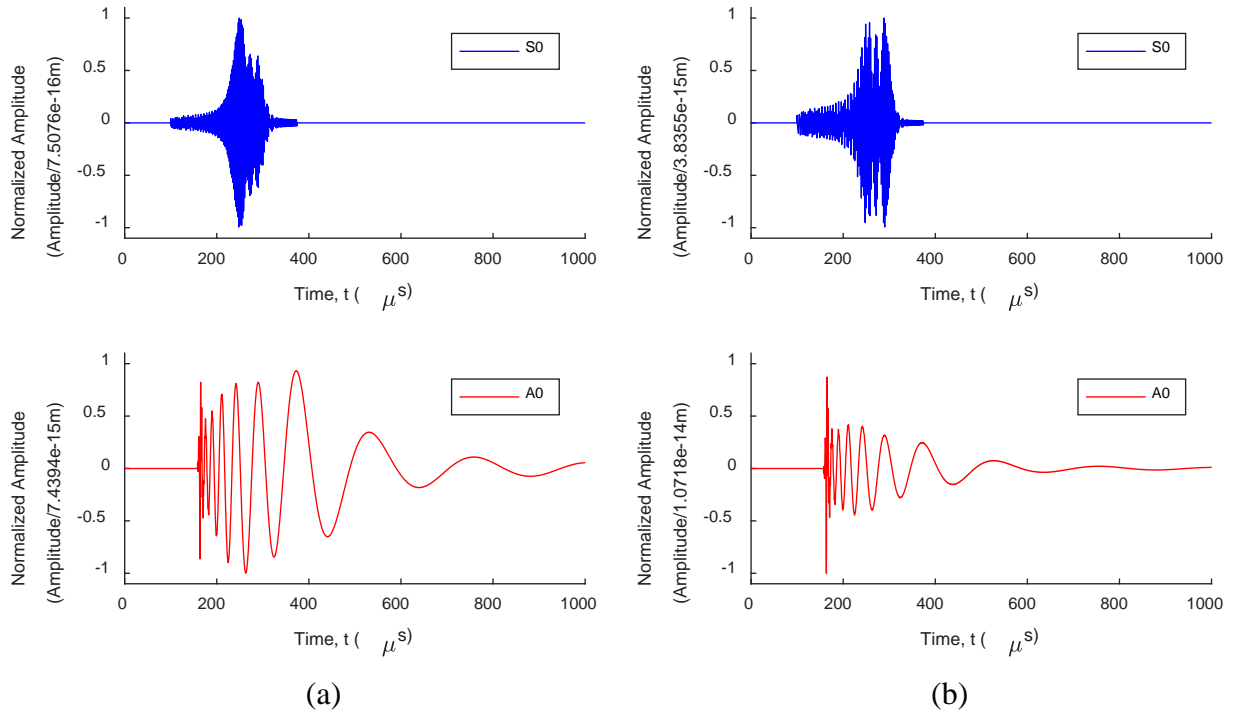 Normalized Amplitude
(Amplitude/7.5076e-16m)
1
0.5
0
-0.5
-1
S0
0
200
400
600
800
1000
Time, t ( μs)
Normalized Amplitude
(Amplitude/3.8355e-15m)
1
0.5
0
-0.5
-1
S0
0
200
400
600
800
1000
Time, t ( μs)
Normalized Amplitude
(Amplitude/7.4394e-15m)
1
0.5
0
-0.5
-1
A0
0
200
400
600
800
1000
Time, t ( μs)
Normalized Amplitude
(Amplitude/1.0718e-14m)
1
0.5
0
-0.5
-1
A0
0
200
400
600
800
1000
Time, t ( μs)
(a)
(b)